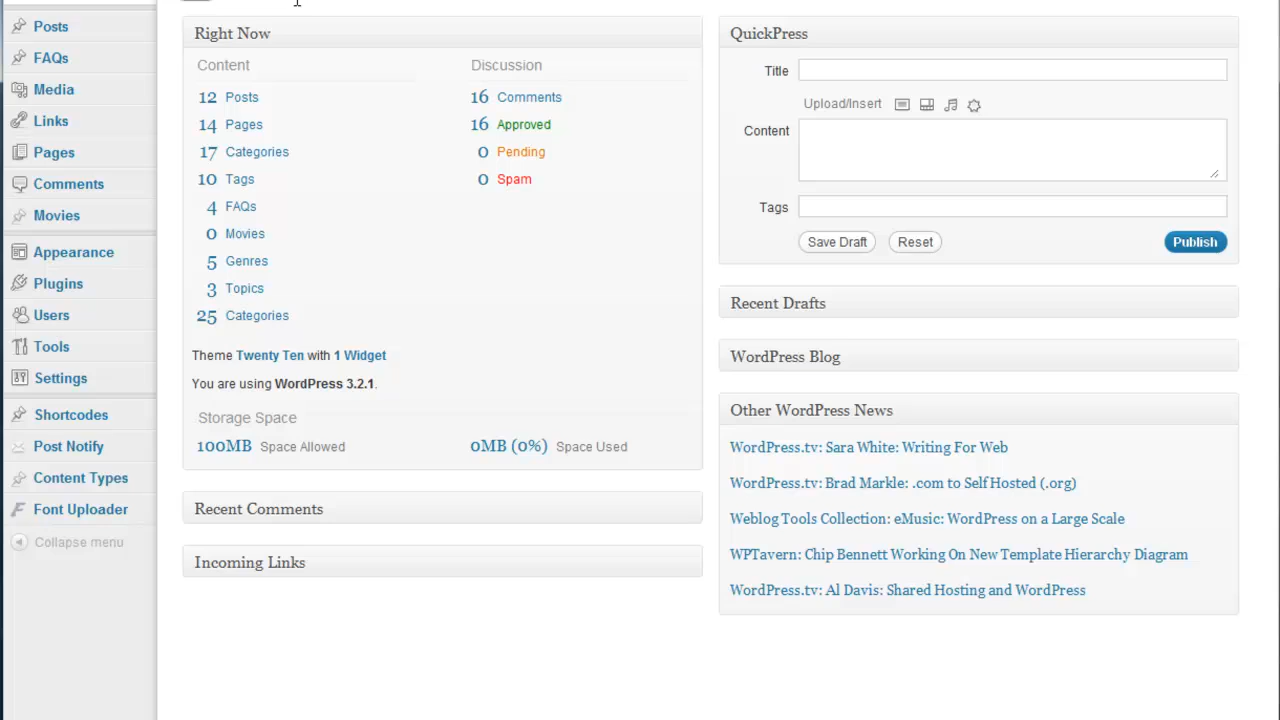 Posts
FAQs
Media
Links
Pages
Comments
Movies
Appearance
Plugins
Users
Tools
Settings
Shortcodes
Post Notify
Content Types
Font Uploader
Collapse menu
Right Now
Content
12 Posts
14 Pages
17 Categories
10 Tags
4 FAQs
0 Movies
5 Genres
3 Topics
25 Categories
Discussion
16 Comments
16 Approved
0 Pending
0 Spam
Theme Twenty Ten with 1 Widget
You are using WordPress 3.2.1.
Storage Space
100MB Space Allowed
0MB (0%) Space Used
Recent Comments
Incoming Links
QuickPress
Title
Upload/Insert
Content
Tags
Save Draft
Reset
Publish
Recent Drafts
WordPress Blog
Other WordPress News
WordPress.tv: Sara White: Writing For Web
WordPress.tv: Brad Markle: .com to Self Hosted (.org)
Weblog Tools Collection: eMusic: WordPress on a Large Scale
WPTavern: Chip Bennett Working On New Template Hierarchy Diagram
WordPress.tv: Al Davis: Shared Hosting and WordPress